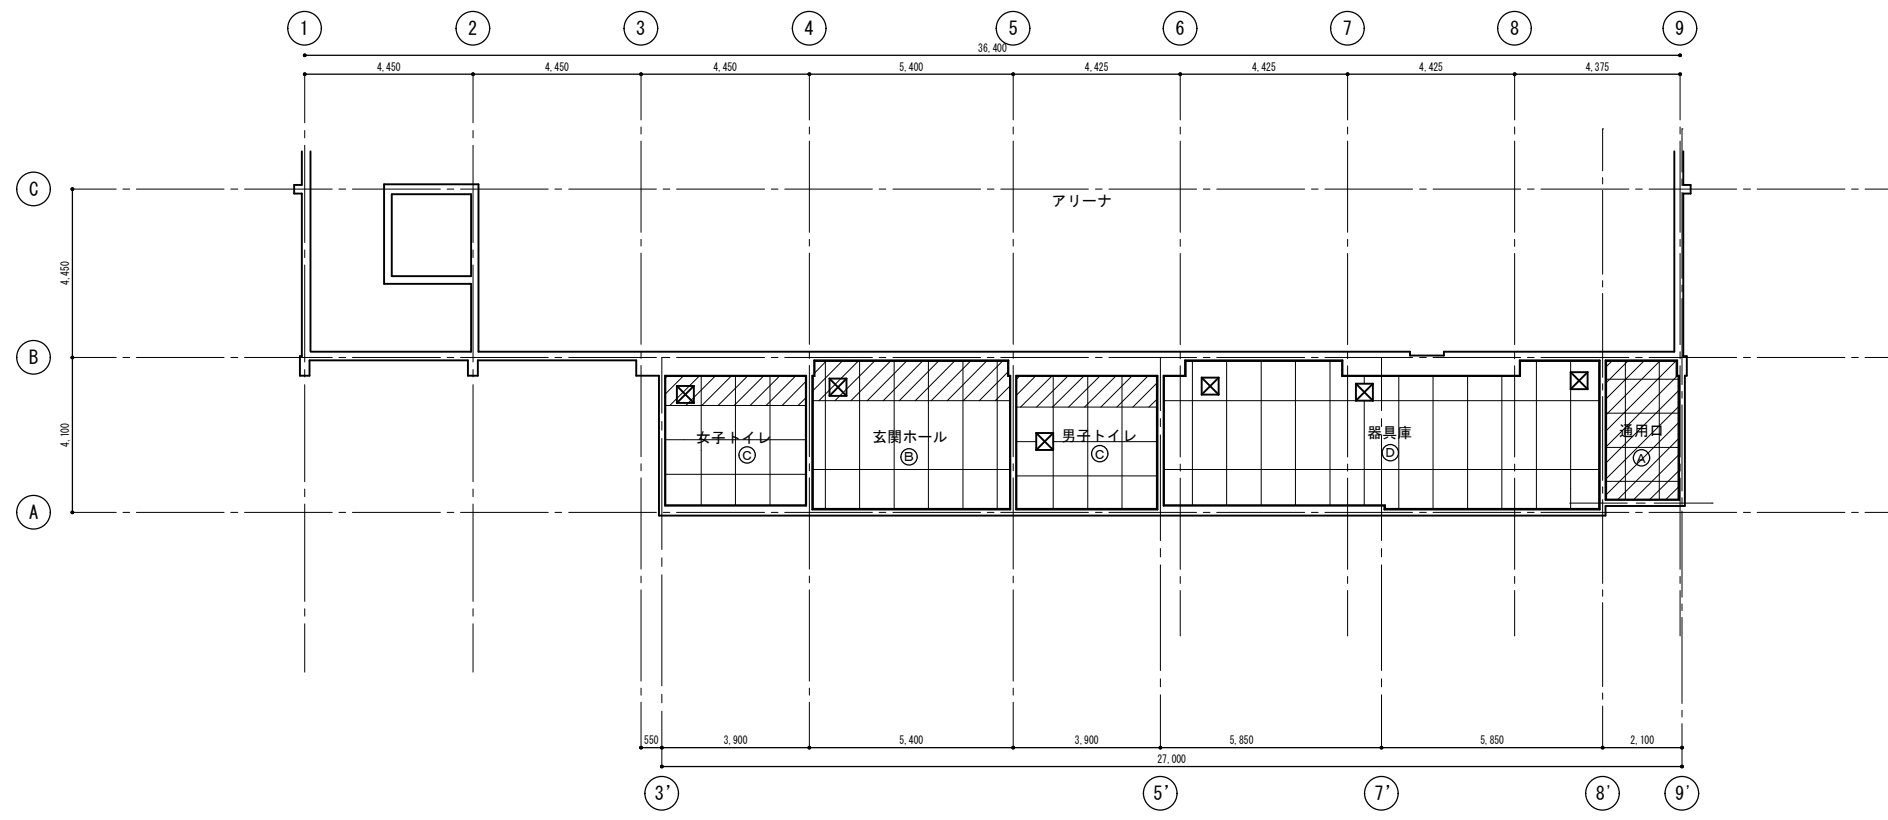 1 2 3 4 5 6 7 8 9
36,400
4,450 4,450 4,450 5,400 4,425 4,425 4,425 4,375
C
アリーナ
4,450
B
4,100
女子トイレ 玄関ホール 男子トイレ 器具庫 通用口
C B C D A
A
550 3,900 5,400 3,900 5,850 5,850 2,100
27,000
3' 5' 7' 8' 9'